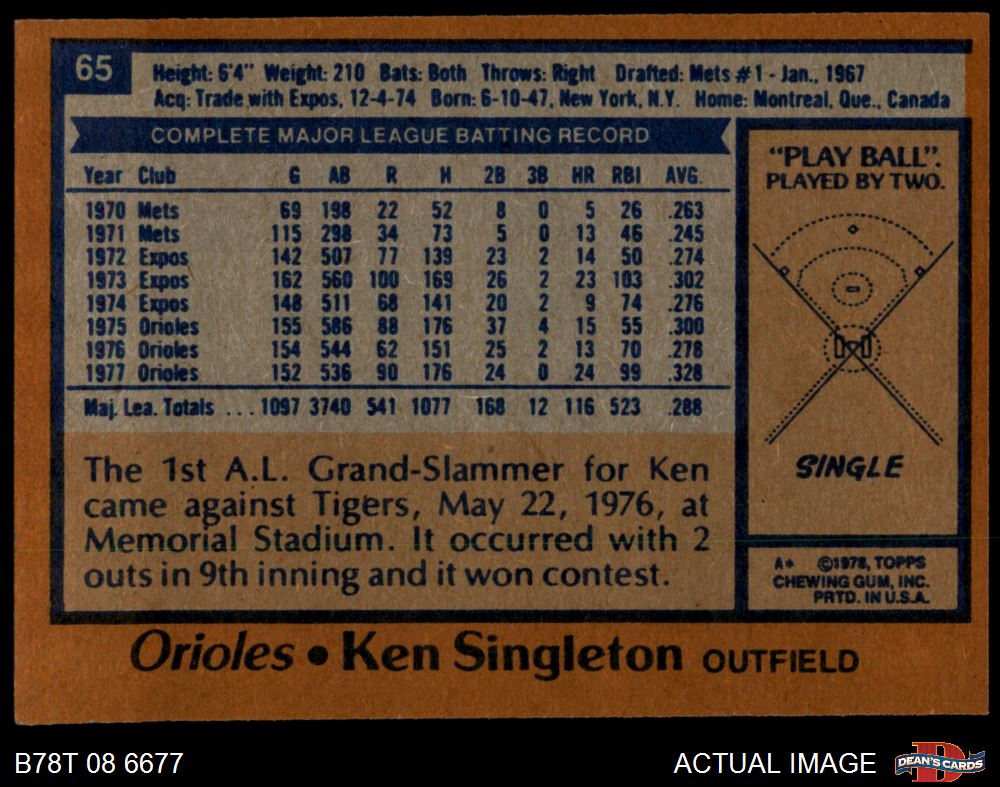 65
Height: 6'4" Weight: 210 Bats: Both Throws: Right Drafted: Mets #1 - Jan., 1967
Acq: Trade with Expos, 12-4-74 Born: 6-10-47, New York, N.Y. Home: Montreal, Que., Canada
COMPLETE MAJOR LEAGUE BATTING RECORD
Year Club G AB R H 2B 3B HR RBI AVG.
1970 Mets 69 198 22 52 8 0 5 26 .263
1971 Mets 115 298 34 73 5 0 13 46 .245
1972 Expos 142 507 77 139 23 2 14 50 .274
1973 Expos 162 560 100 169 26 2 23 103 .302
1974 Expos 148 511 68 141 20 2 9 74 .276
1975 Orioles 155 586 88 176 37 4 15 55 .300
1976 Orioles 154 544 62 151 25 2 13 70 .278
1977 Orioles 152 536 90 176 24 0 24 99 .328
Maj. Lea. Totals ... 1097 3740 541 1077 168 12 116 523 .288
The 1st A.L. Grand-Slammer for Ken
came against Tigers, May 22, 1976, at
Memorial Stadium. It occurred with 2
outs in 9th inning and it won contest.
"PLAY BALL".
PLAYED BY TWO.
SINGLE
A* ©1978, TOPPS
CHEWING GUM, INC.
PRTD. IN U.S.A.
Orioles • Ken Singleton OUTFIELD
B78T 08 6677
ACTUAL IMAGE
DEAN'S CARDS